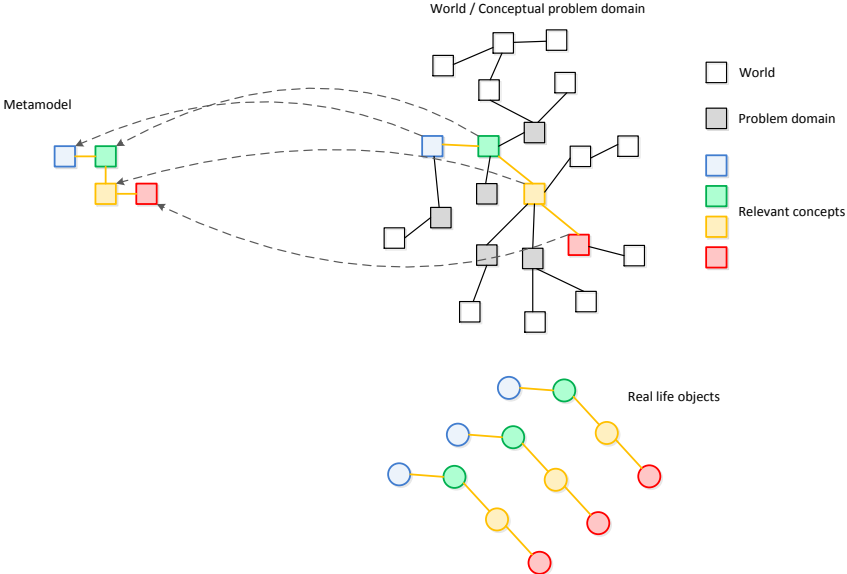 World / Conceptual problem domain
World
Metamodel
Problem domain
Relevant concepts
Real life objects